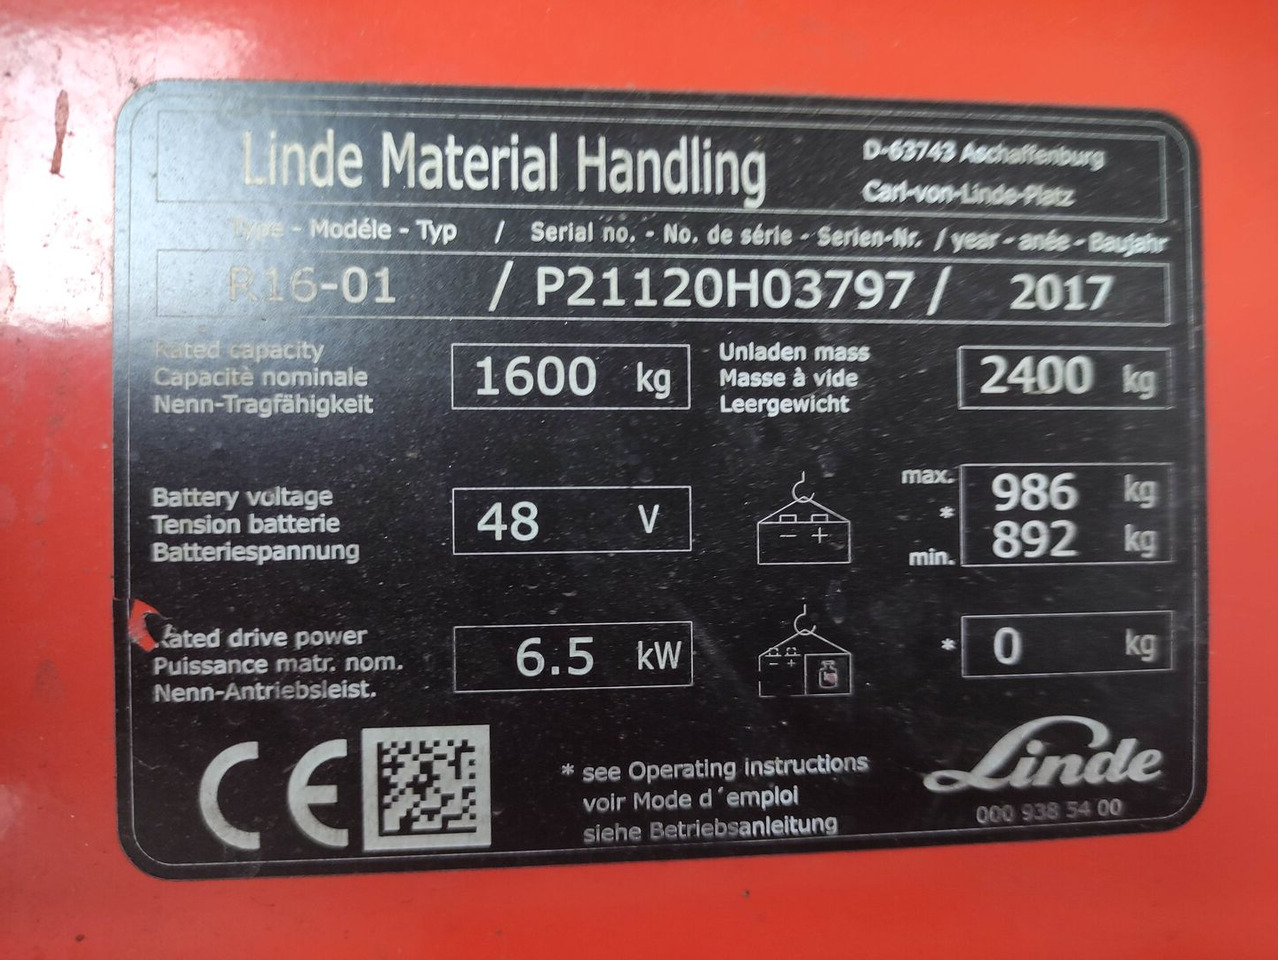 Linde Material Handling
D-63743 Aschaffenburg
Carl-von-Linde-Platz
Type - Modéle - Typ / Serial no. - No. de série - Serien-Nr. / year - anée - Baujahr
R16-01 / P21120H03797 / 2017
Rated capacity
Capacitè nominale
Nenn-Tragfähigkeit
1600 kg
Unladen mass
Masse à vide
Leergewicht
2400 kg
Battery voltage
Tension batterie
Batteriespannung
48 V
- +
max. 986 kg
*
min. 892 kg
Rated drive power
Puissance matr. nom.
Nenn-Antriebsleist.
6.5 kW
- +
kg
* 0 kg
CE
* see Operating instructions
voir Mode d´emploi
siehe Betriebsanleitung
Linde
000 938 54 00